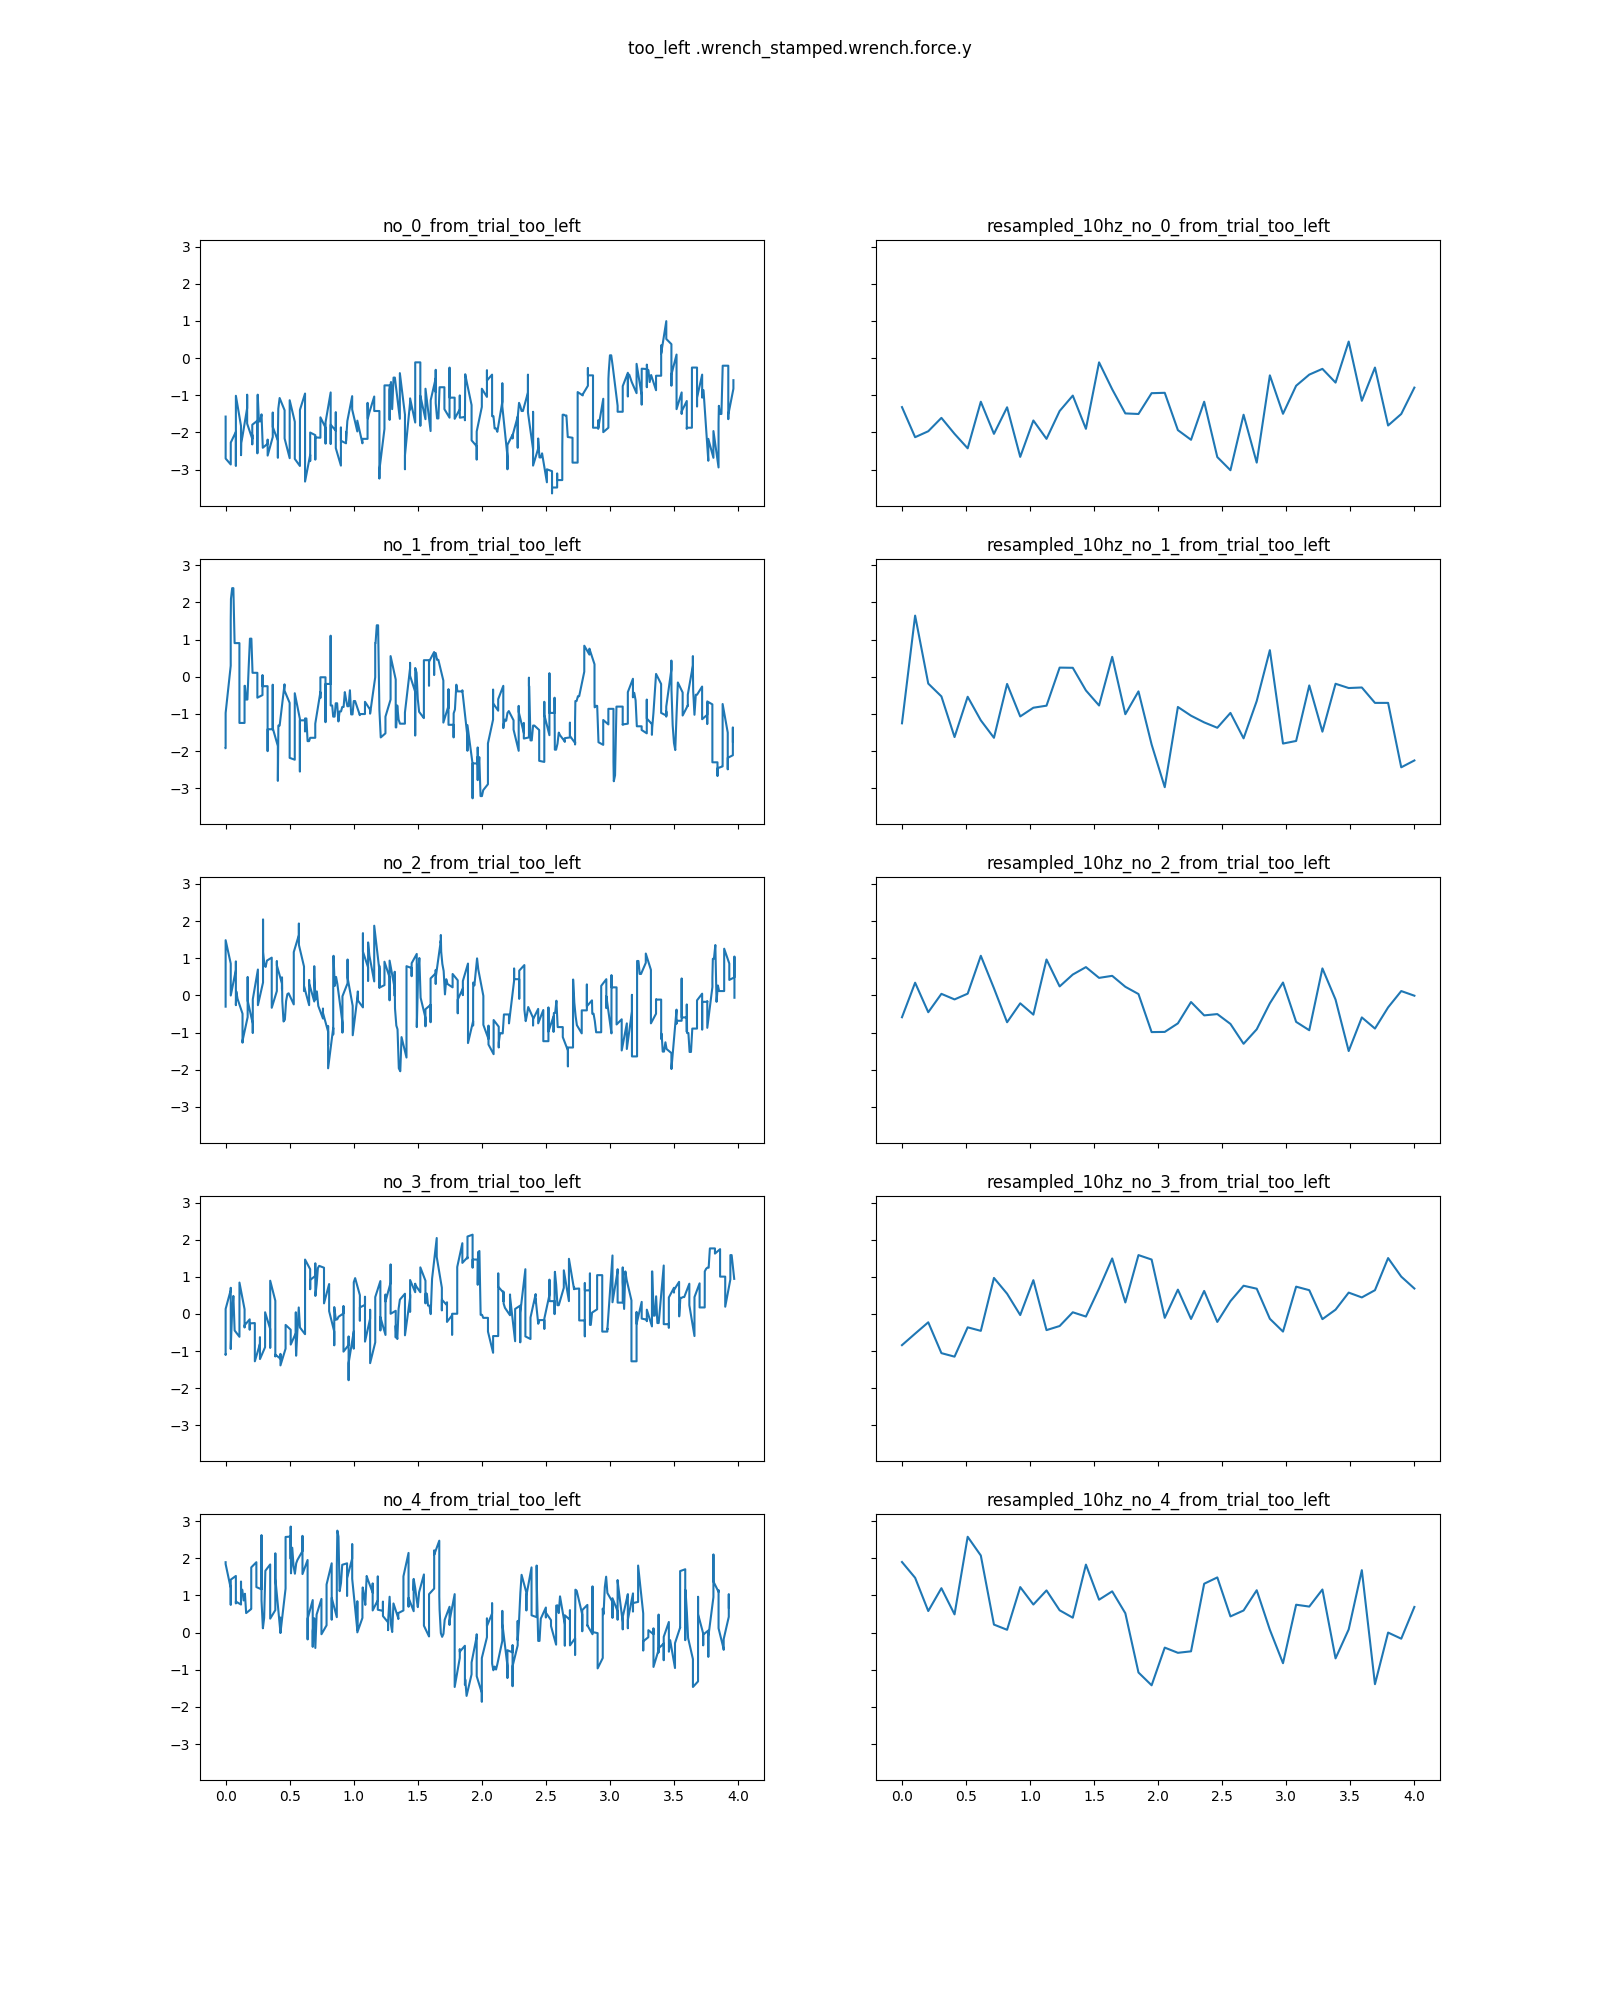 too_left .wrench_stamped.wrench.force.y
no_0_from_trial_too_left
resampled_10hz_no_0_from_trial_too_left
3
2
1
0
−1
−2
−3
no_1_from_trial_too_left
resampled_10hz_no_1_from_trial_too_left
3
2
1
0
−1
−2
−3
no_2_from_trial_too_left
resampled_10hz_no_2_from_trial_too_left
3
2
1
0
−1
−2
−3
no_3_from_trial_too_left
resampled_10hz_no_3_from_trial_too_left
3
2
1
0
−1
−2
−3
no_4_from_trial_too_left
resampled_10hz_no_4_from_trial_too_left
3
2
1
0
−1
−2
−3
0.0 0.5 1.0 1.5 2.0 2.5 3.0 3.5 4.0
0.0 0.5 1.0 1.5 2.0 2.5 3.0 3.5 4.0